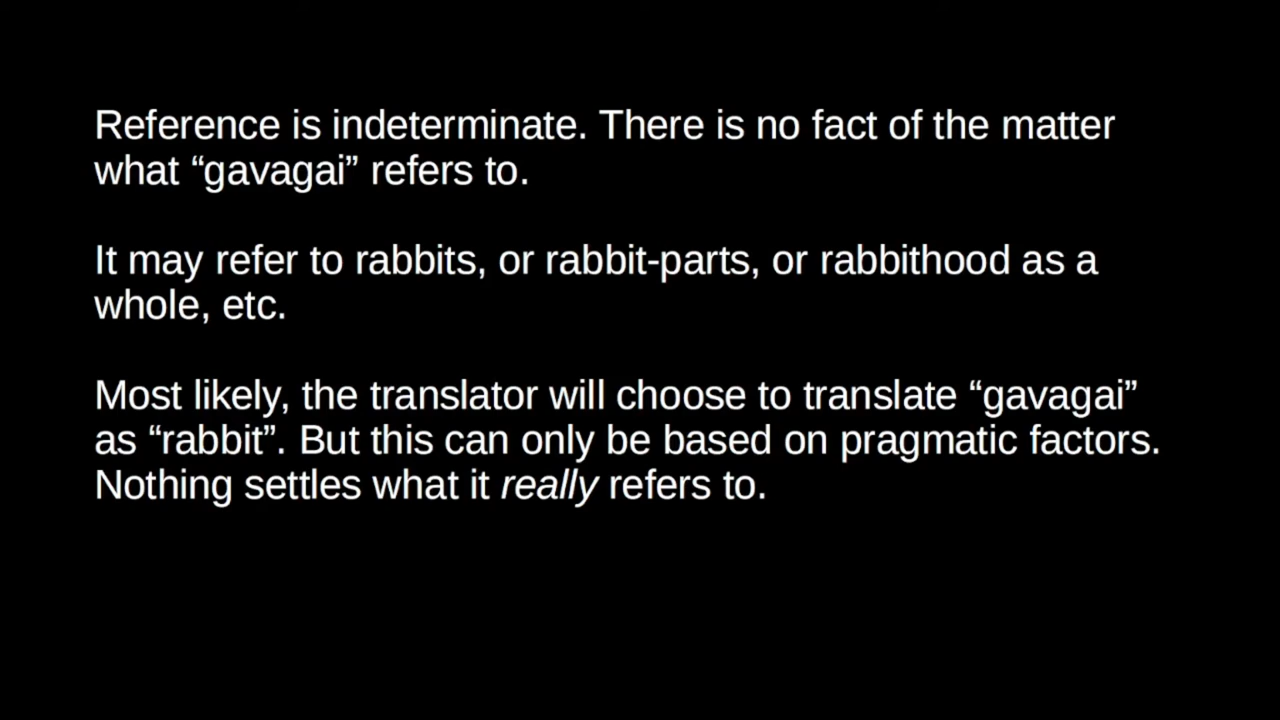 Reference is indeterminate. There is no fact of the matter
what “gavagai” refers to.
It may refer to rabbits, or rabbit-parts, or rabbithood as a
whole, etc.
Most likely, the translator will choose to translate “gavagai”
as “rabbit”. But this can only be based on pragmatic factors.
Nothing settles what it really refers to.